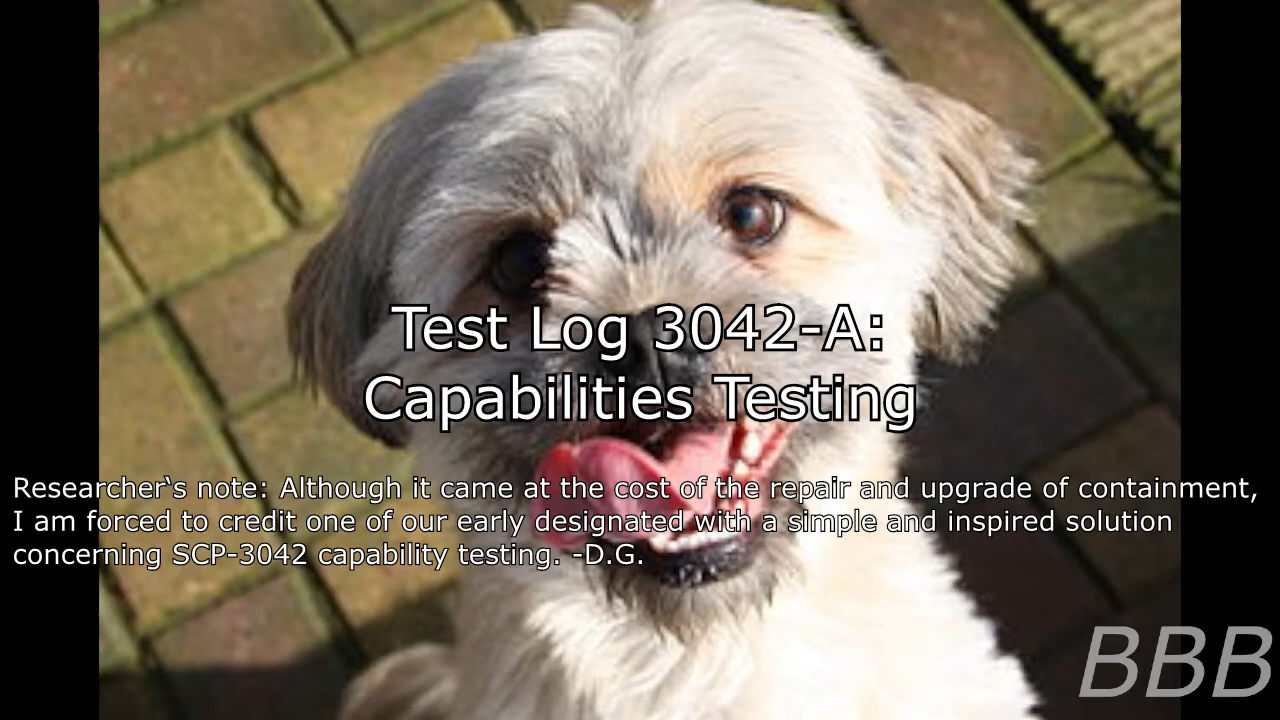 Test Log 3042-A:
Capabilities Testing
Researcher‛s note: Although it came at the cost of the repair and upgrade of containment,
I am forced to credit one of our early designated with a simple and inspired solution
concerning SCP-3042 capability testing. -D.G.
BBB